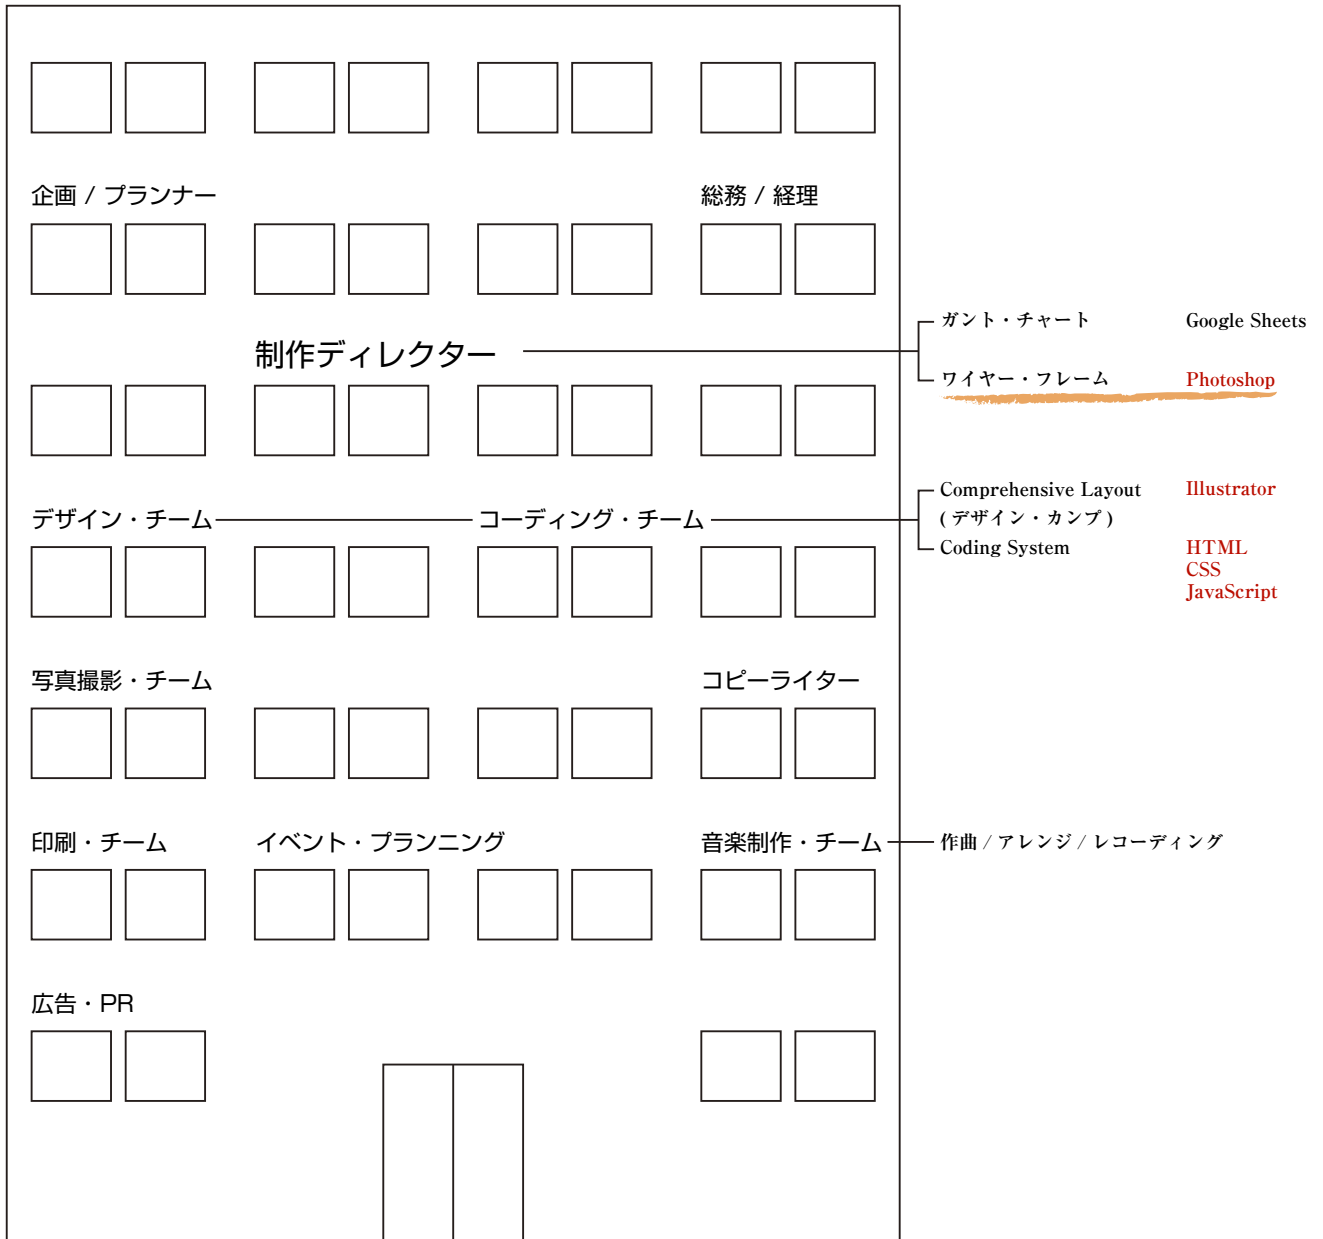 企画 / プランナー
総務 / 経理
制作ディレクター
ガント・チャート Google Sheets
ワイヤー・フレーム Photoshop
デザイン・チーム
コーディング・チーム
Comprehensive Layout Illustrator
( デザイン・カンプ )
Coding System HTML
CSS
JavaScript
写真撮影・チーム
コピーライター
印刷・チーム
イベント・プランニング
音楽制作・チーム
作曲 / アレンジ / レコーディング
広告・PR